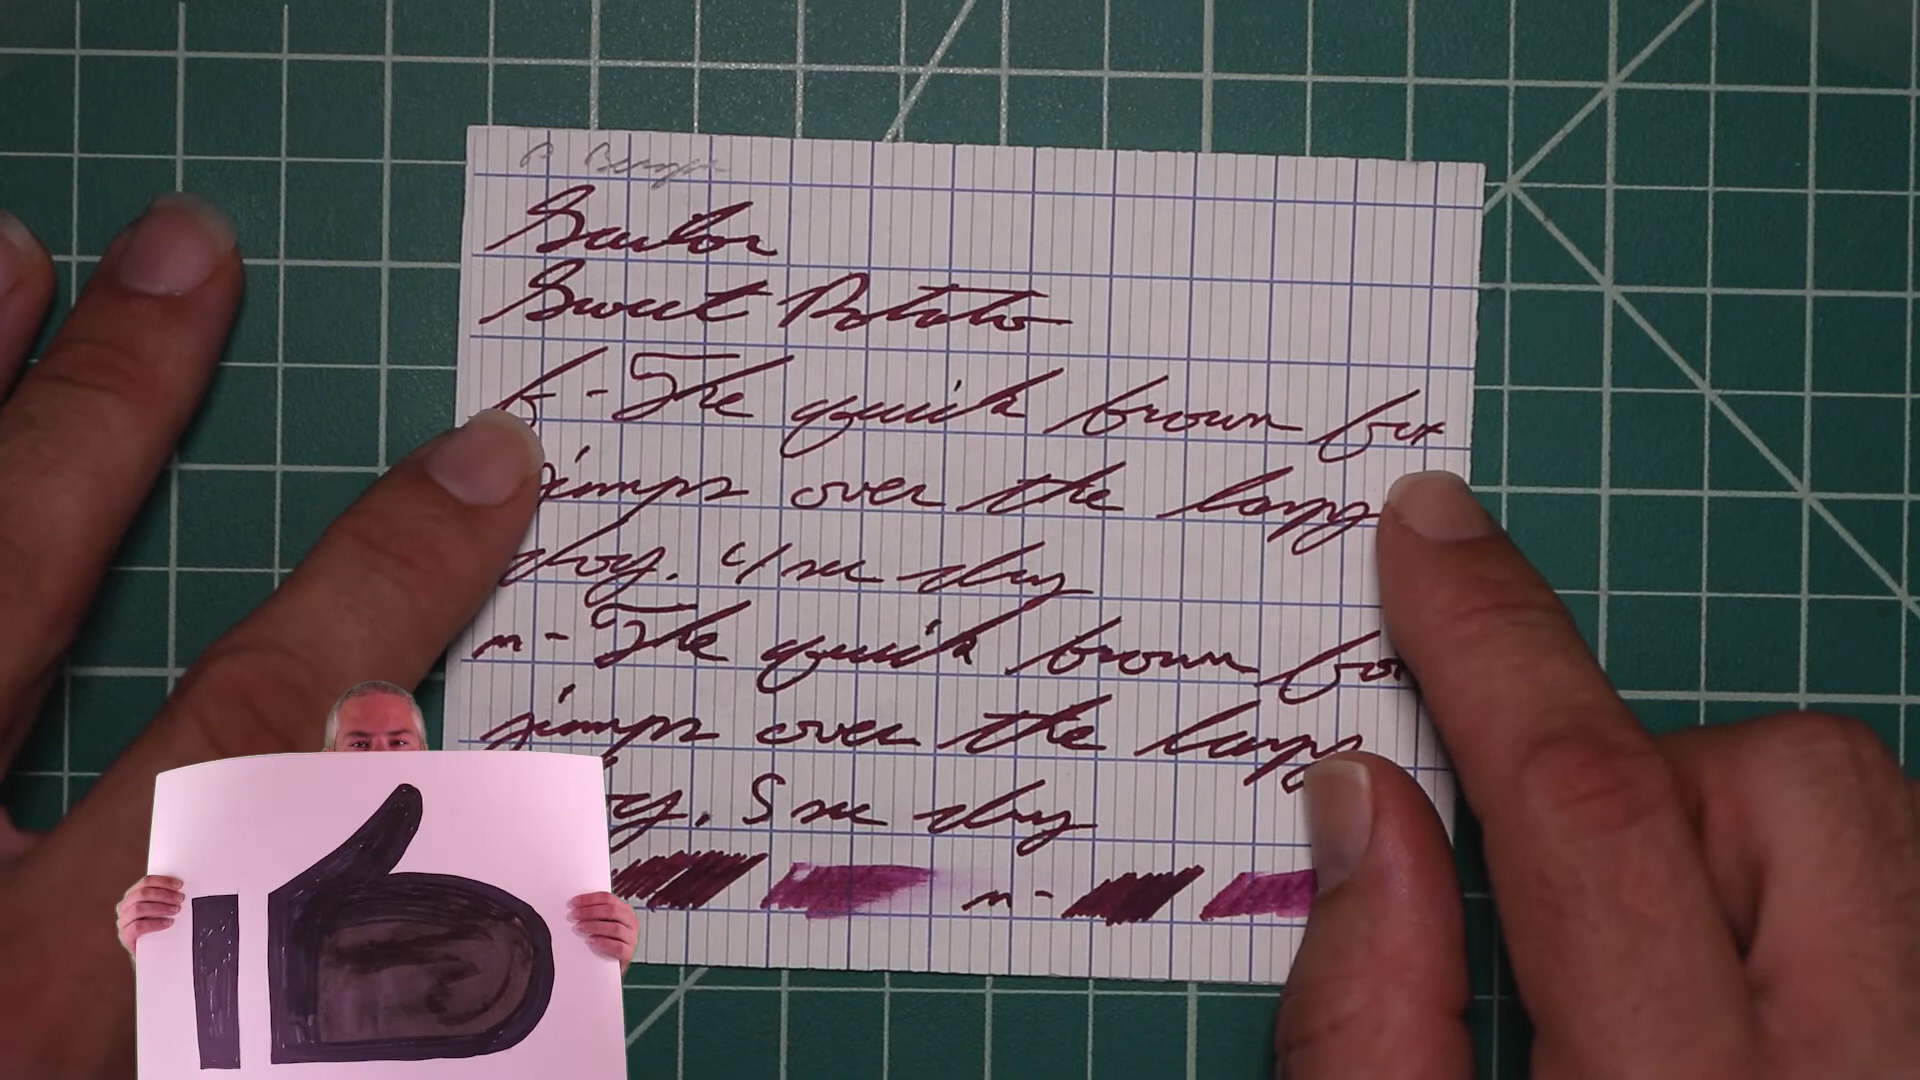 Sailor
Sweet Potato
f - The quick brown fox
jumps over the lazy
dog. 4 sec dry
m - The quick brown fox
jumps over the lazy
dog. 5 sec dry
m -